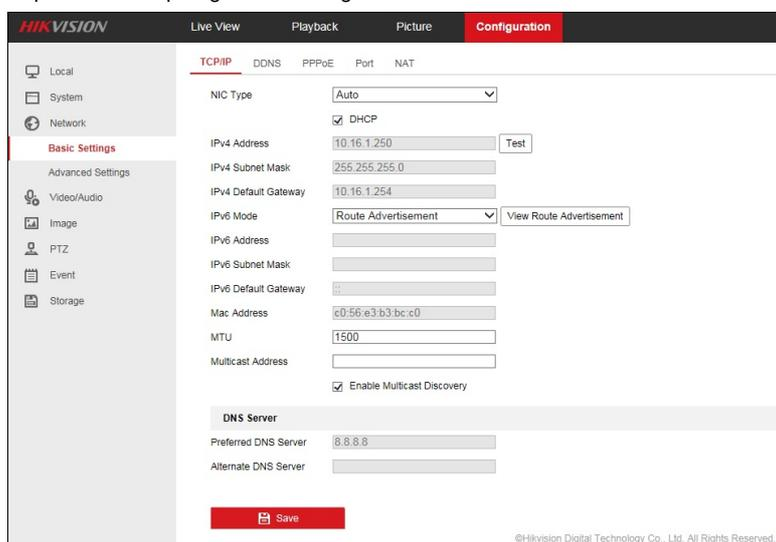 HIKVISION Live View Playback Picture Configuration
Local
System
Network
Basic Settings
Advanced Settings
Video/Audio
Image
PTZ
Event
Storage
TCP/IP DDNS PPPoE Port NAT
NIC Type Auto
DHCP
IPv4 Address 10.16.1.250 Test
IPv4 Subnet Mask 255.255.255.0
IPv4 Default Gateway 10.16.1.254
IPv6 Mode Route Advertisement View Route Advertisement
IPv6 Address
IPv6 Subnet Mask
IPv6 Default Gateway ::
Mac Address c0:56:e3:b3:bc:c0
MTU 1500
Multicast Address
Enable Multicast Discovery
DNS Server
Preferred DNS Server 8.8.8.8
Alternate DNS Server
Save
©Hikvision Digital Technology Co., Ltd. All Rights Reserved.